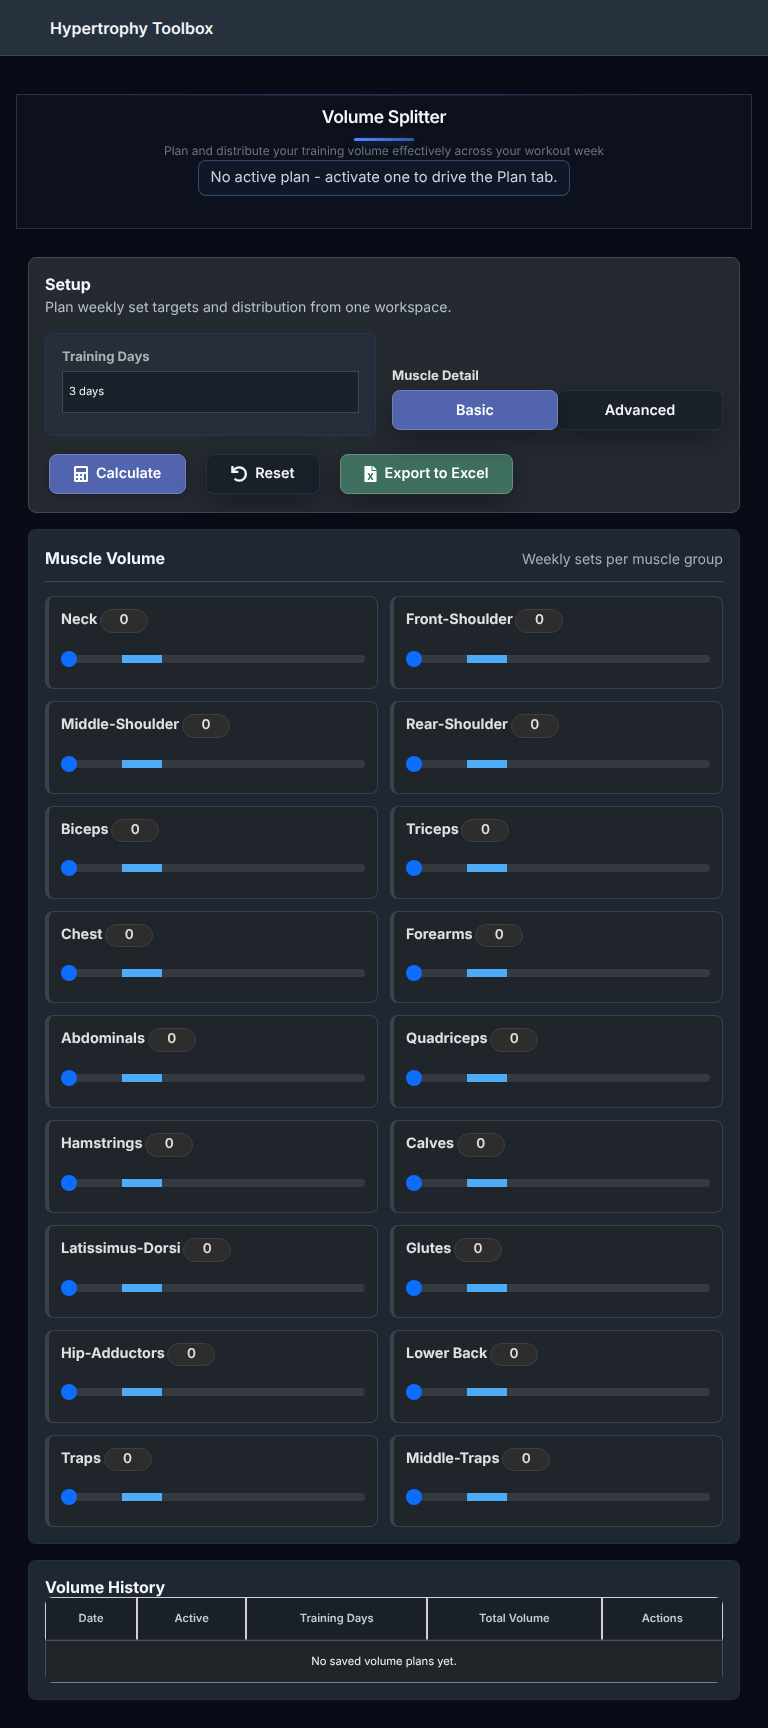 Hypertrophy Toolbox
Volume Splitter
Plan and distribute your training volume effectively across your workout week
No active plan - activate one to drive the Plan tab.
Setup
Plan weekly set targets and distribution from one workspace.
Training Days
3 days
Muscle Detail
Basic
Advanced
Calculate
Reset
Export to Excel
Muscle Volume
Weekly sets per muscle group
Neck 0
Front-Shoulder 0
Middle-Shoulder 0
Rear-Shoulder 0
Biceps 0
Triceps 0
Chest 0
Forearms 0
Abdominals 0
Quadriceps 0
Hamstrings 0
Calves 0
Latissimus-Dorsi 0
Glutes 0
Hip-Adductors 0
Lower Back 0
Traps 0
Middle-Traps 0
Volume History
Date Active Training Days Total Volume Actions
No saved volume plans yet.